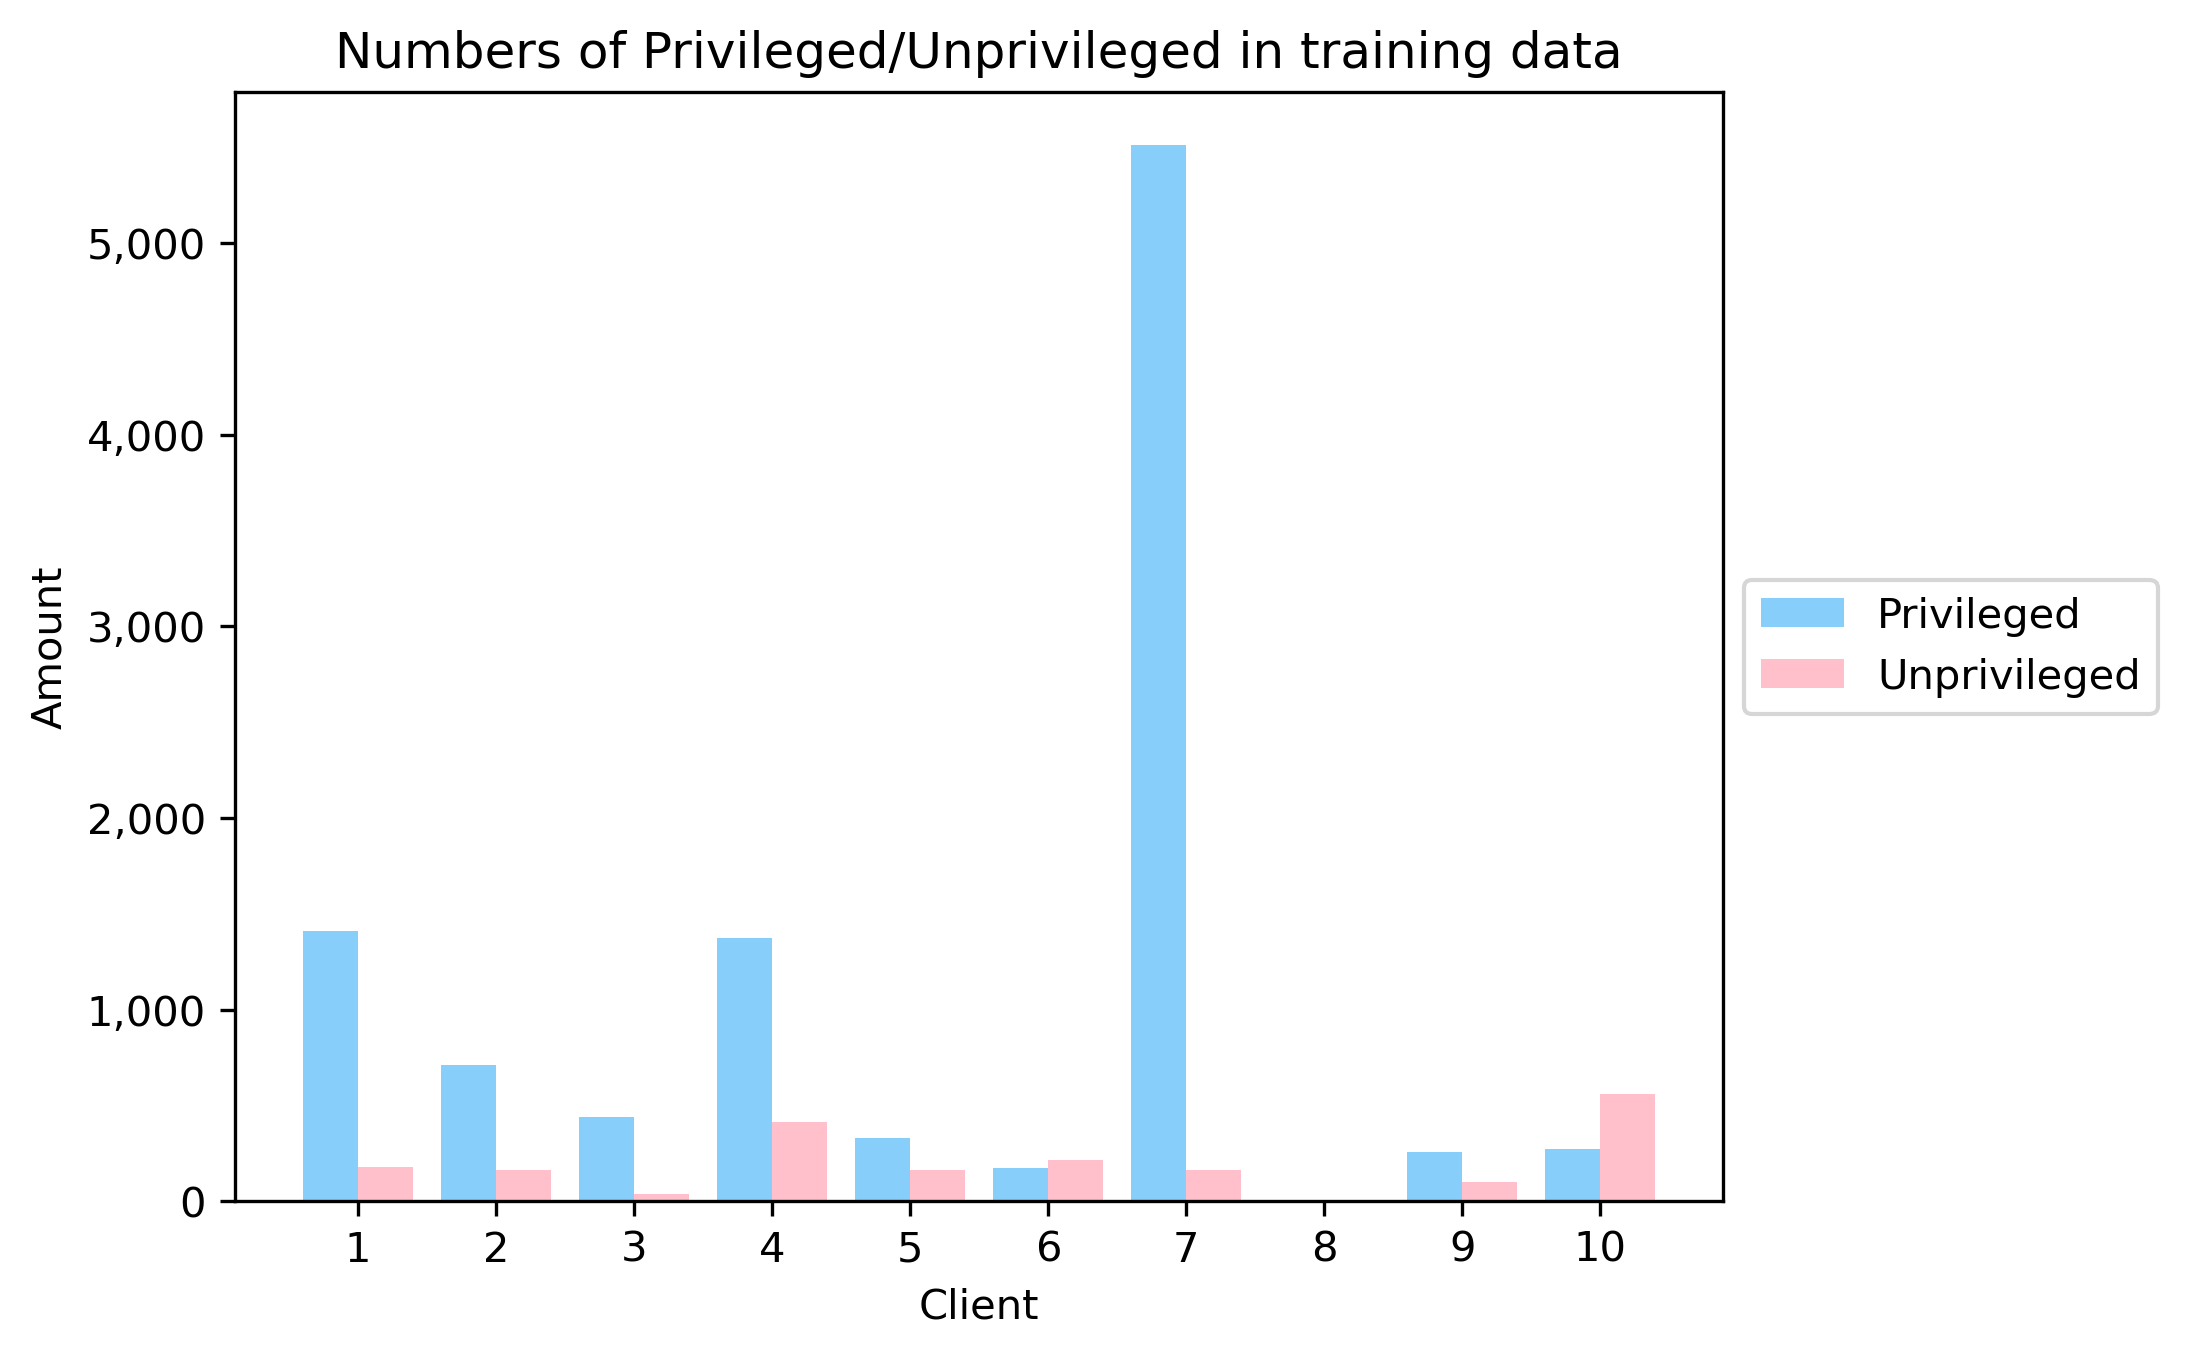 Numbers of Privileged/Unprivileged in training data
Amount
5,000
4,000
3,000
2,000
1,000
0
1 2 3 4 5 6 7 8 9 10
Client
Privileged
Unprivileged